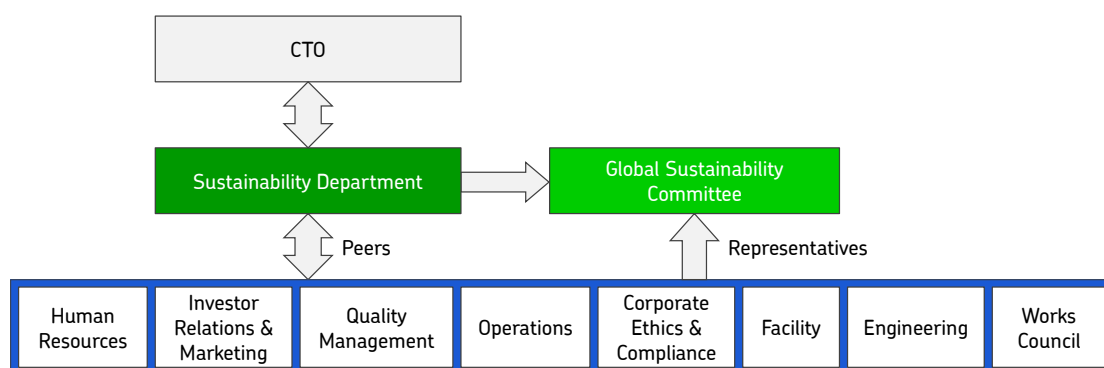 CTO
Sustainability Department
Global Sustainability
Committee
Peers
Representatives
Human
Resources
Investor
Relations &
Marketing
Quality
Management
Operations
Corporate
Ethics &
Compliance
Facility
Engineering
Works
Council